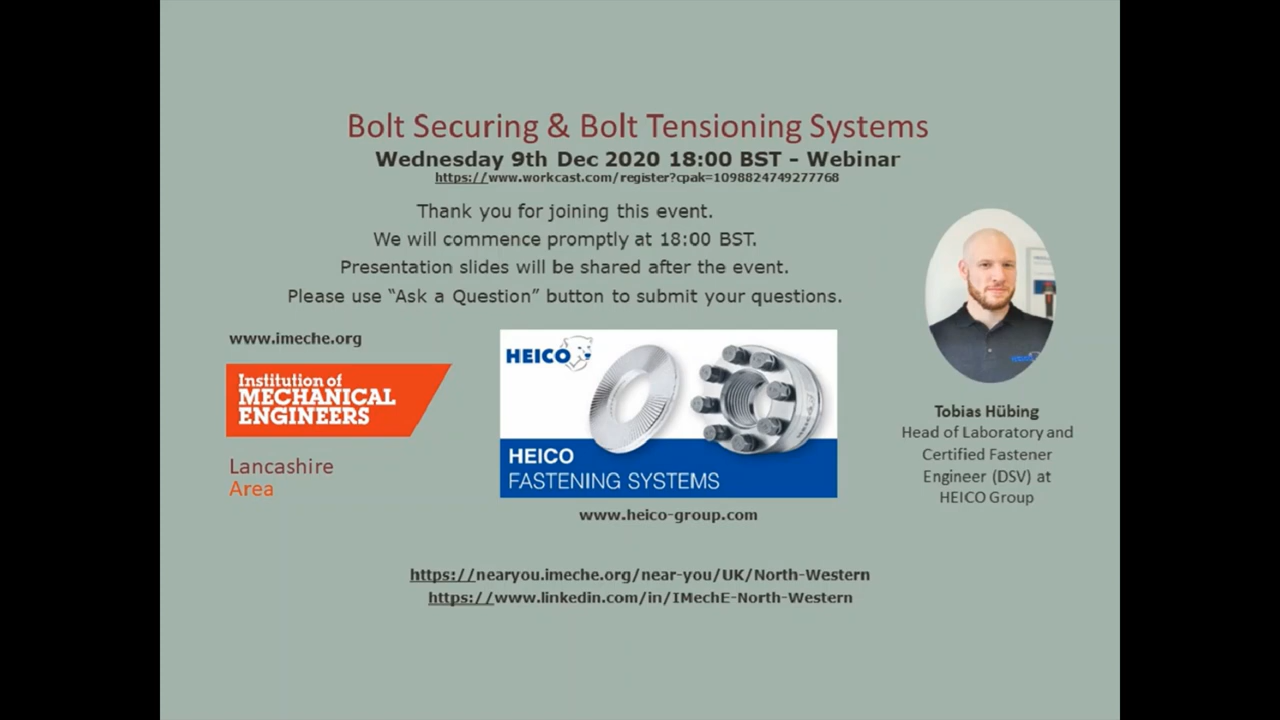 Bolt Securing & Bolt Tensioning Systems
Wednesday 9th Dec 2020 18:00 BST - Webinar
https://www.workcast.com/register?cpak=1098824749277768
Thank you for joining this event.
We will commence promptly at 18:00 BST.
Presentation slides will be shared after the event.
Please use “Ask a Question” button to submit your questions.
www.imeche.org
Institution of
MECHANICAL
ENGINEERS
Lancashire
Area
HEICO
HEICO
FASTENING SYSTEMS
www.heico-group.com
Tobias Hübing
Head of Laboratory and
Certified Fastener
Engineer (DSV) at
HEICO Group
https://nearyou.imeche.org/near-you/UK/North-Western
https://www.linkedin.com/in/IMechE-North-Western